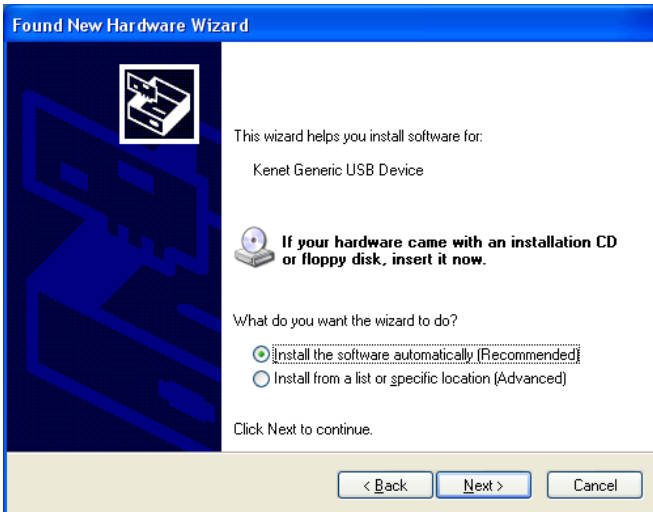 Found New Hardware Wizard
This wizard helps you install software for:
Kenet Generic USB Device
If your hardware came with an installation CD
or floppy disk, insert it now.
What do you want the wizard to do?
Install the software automatically (Recommended)
Install from a list or specific location (Advanced)
Click Next to continue.
< Back
Next >
Cancel